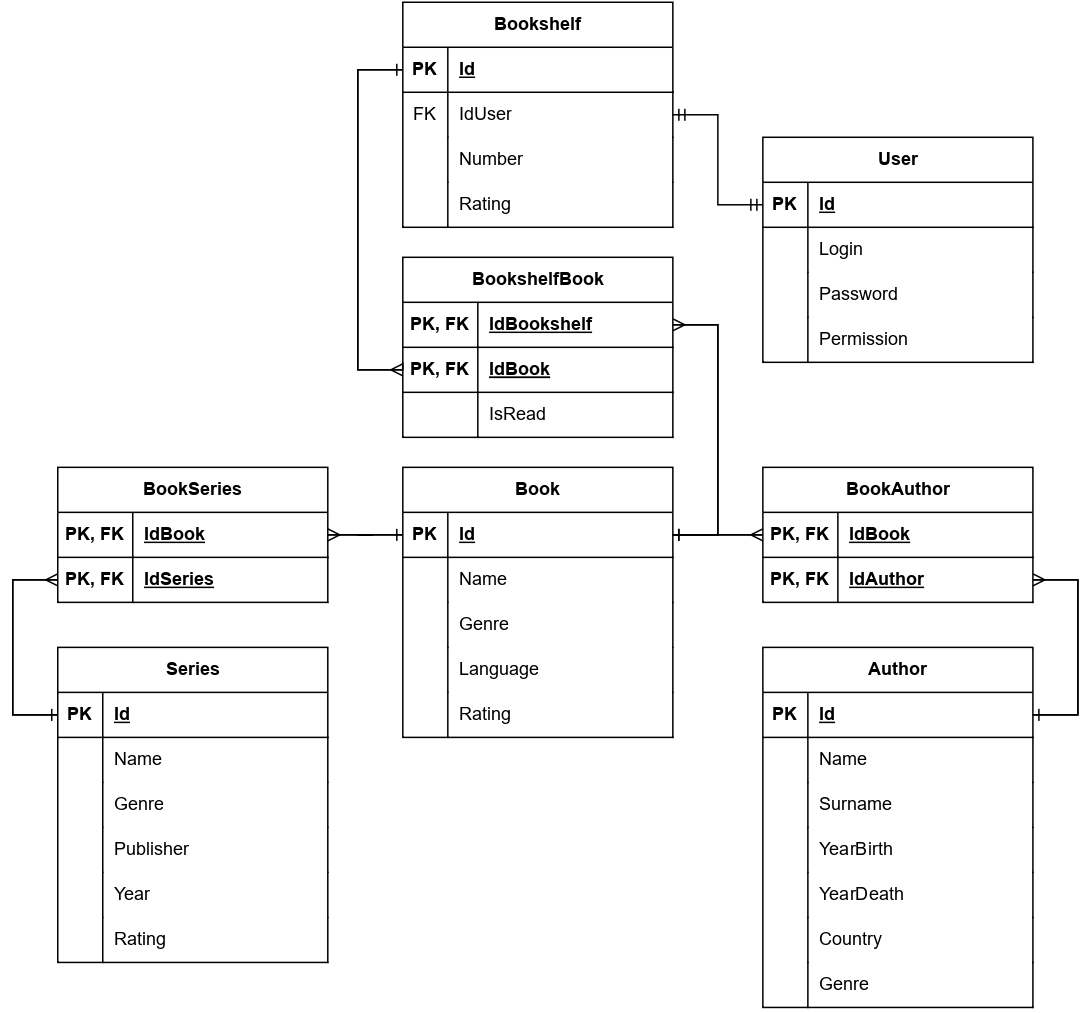 Bookshelf
PK Id
FK IdUser
Number
Rating
User
PK Id
Login
Password
Permission
BookshelfBook
PK, FK IdBookshelf
PK, FK IdBook
IsRead
BookSeries
PK, FK IdBook
PK, FK IdSeries
Book
PK Id
Name
Genre
Language
Rating
BookAuthor
PK, FK IdBook
PK, FK IdAuthor
Series
PK Id
Name
Genre
Publisher
Year
Rating
Author
PK Id
Name
Surname
YearBirth
YearDeath
Country
Genre